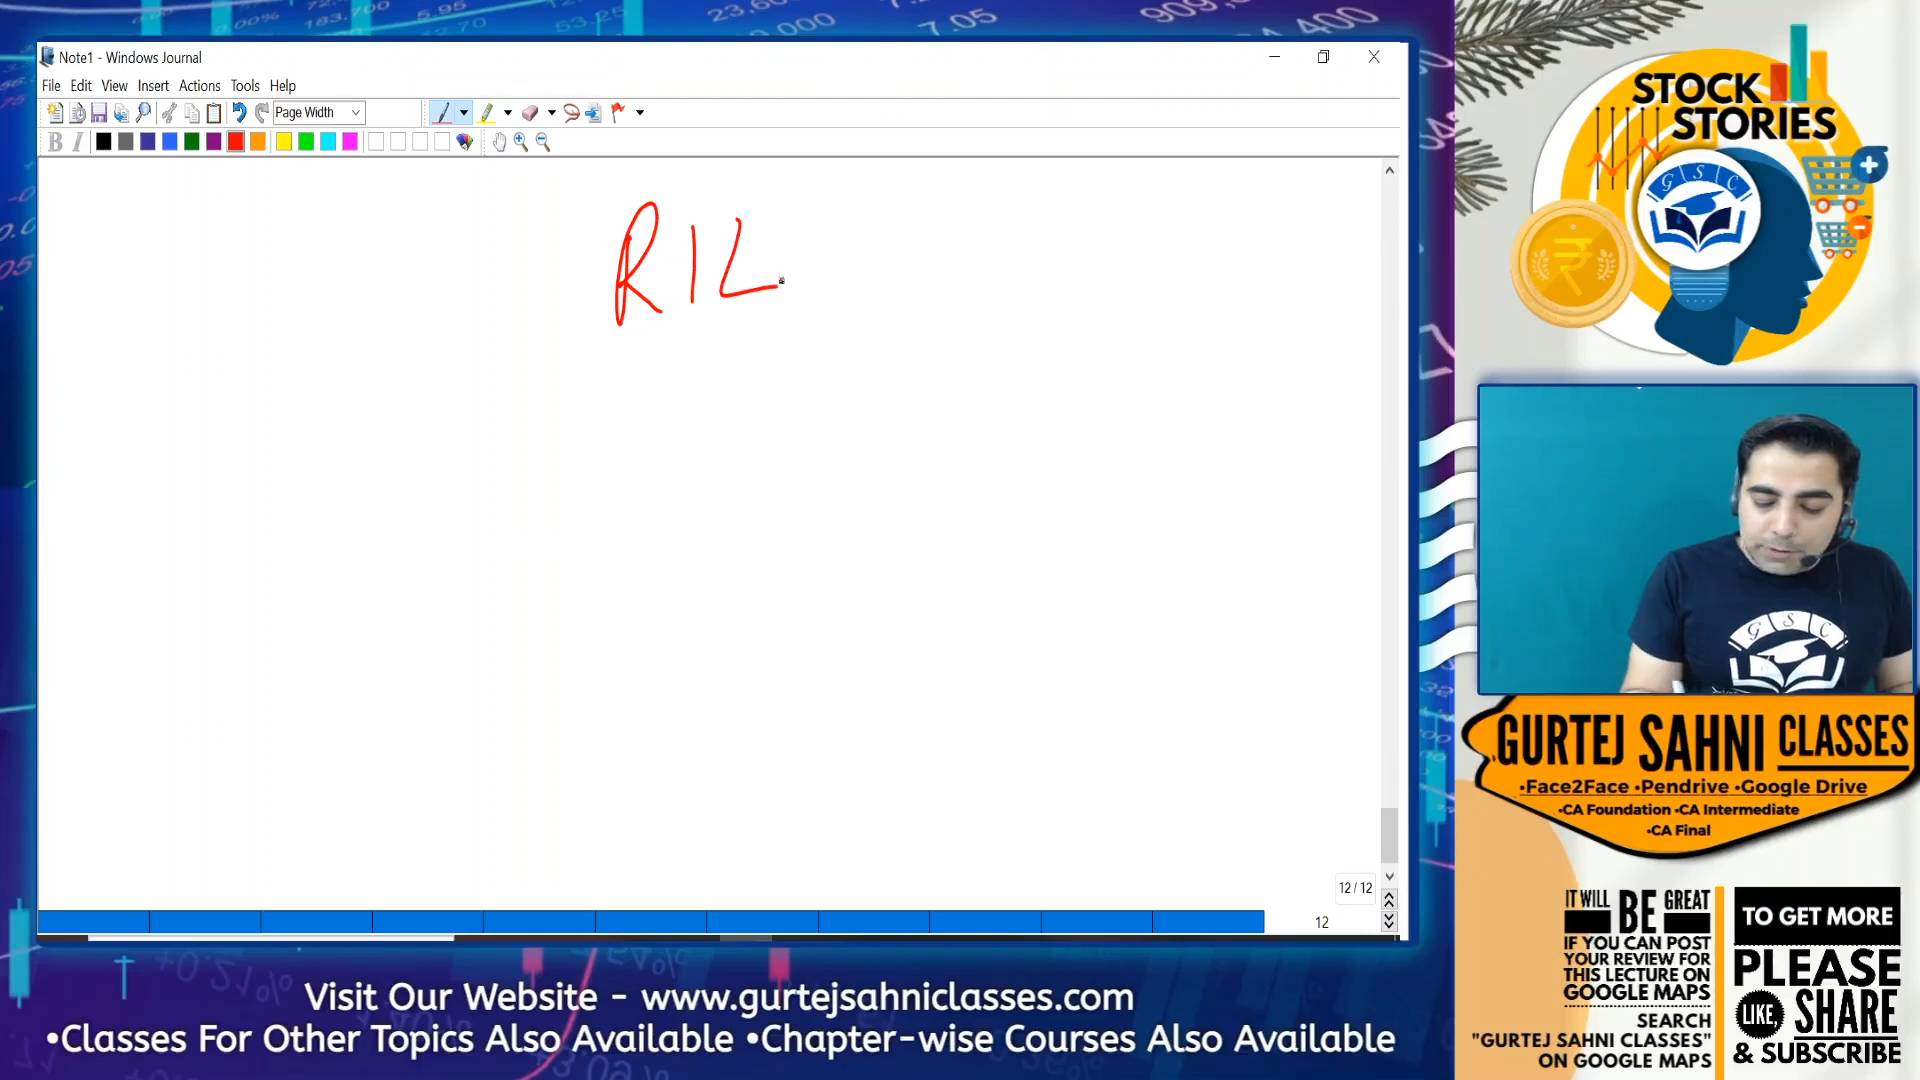 Note1 - Windows Journal
File Edit View Insert Actions Tools Help
Page Width
B I
RIL
12 / 12
12
STOCK
STORIES
GSC
GSC
GURTEJ SAHNI CLASSES
•Face2Face •Pendrive •Google Drive
•CA Foundation •CA Intermediate
•CA Final
IT WILL BE GREAT
IF YOU CAN POST
YOUR REVIEW FOR
THIS LECTURE ON
GOOGLE MAPS
SEARCH
"GURTEJ SAHNI CLASSES"
ON GOOGLE MAPS
TO GET MORE
PLEASE
LIKE, SHARE
& SUBSCRIBE
Visit Our Website - www.gurtejsahniclasses.com
•Classes For Other Topics Also Available •Chapter-wise Courses Also Available